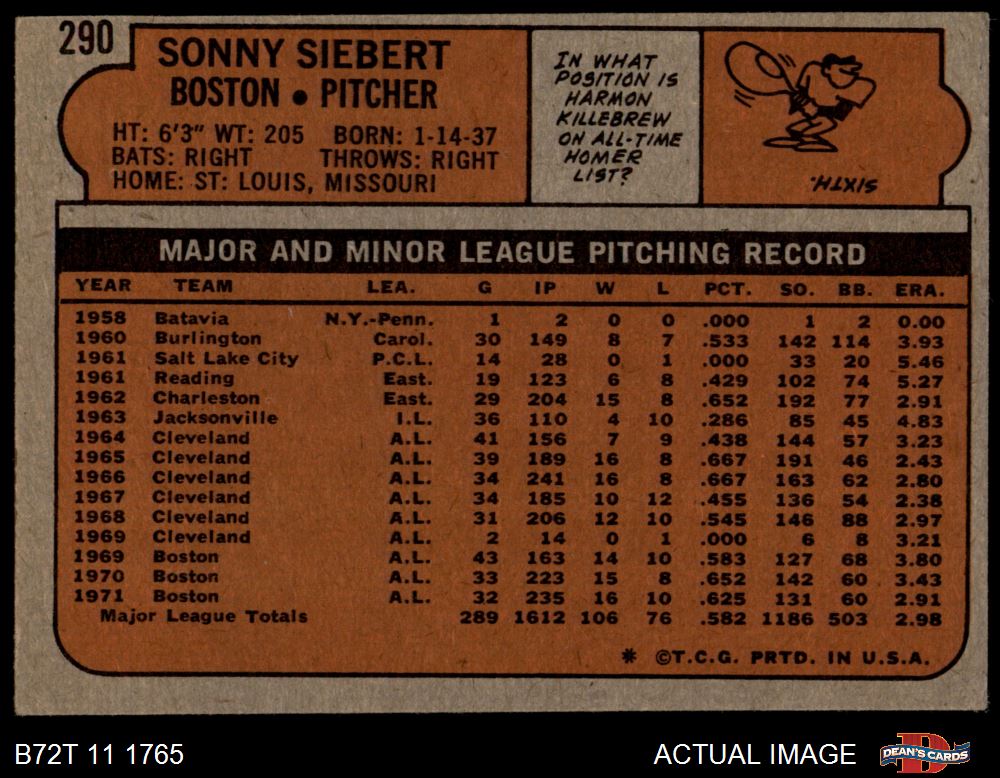 290
SONNY SIEBERT
BOSTON • PITCHER
HT: 6'3" WT: 205 BORN: 1-14-37
BATS: RIGHT THROWS: RIGHT
HOME: ST: LOUIS, MISSOURI
IN WHAT
POSITION IS
HARMON
KILLEBREW
ON ALL-TIME
HOMER
LIST?
SIXTH.
MAJOR AND MINOR LEAGUE PITCHING RECORD
YEAR TEAM LEA. G IP W L PCT. SO. BB. ERA.
1958 Batavia N.Y.-Penn. 1 2 0 0 .000 1 2 0.00
1960 Burlington Carol. 30 149 8 7 .533 142 114 3.93
1961 Salt Lake City P.C.L. 14 28 0 1 .000 33 20 5.46
1961 Reading East. 19 123 6 8 .429 102 74 5.27
1962 Charleston East. 29 204 15 8 .652 192 77 2.91
1963 Jacksonville I.L. 36 110 4 10 .286 85 45 4.83
1964 Cleveland A.L. 41 156 7 9 .438 144 57 3.23
1965 Cleveland A.L. 39 189 16 8 .667 191 46 2.43
1966 Cleveland A.L. 34 241 16 8 .667 163 62 2.80
1967 Cleveland A.L. 34 185 10 12 .455 136 54 2.38
1968 Cleveland A.L. 31 206 12 10 .545 146 88 2.97
1969 Cleveland A.L. 2 14 0 1 .000 6 8 3.21
1969 Boston A.L. 43 163 14 10 .583 127 68 3.80
1970 Boston A.L. 33 223 15 8 .652 142 60 3.43
1971 Boston A.L. 32 235 16 10 .625 131 60 2.91
Major League Totals 289 1612 106 76 .582 1186 503 2.98
* ©T.C.G. PRTD. IN U.S.A.
B72T 11 1765
ACTUAL IMAGE
D
DEAN'S CARDS